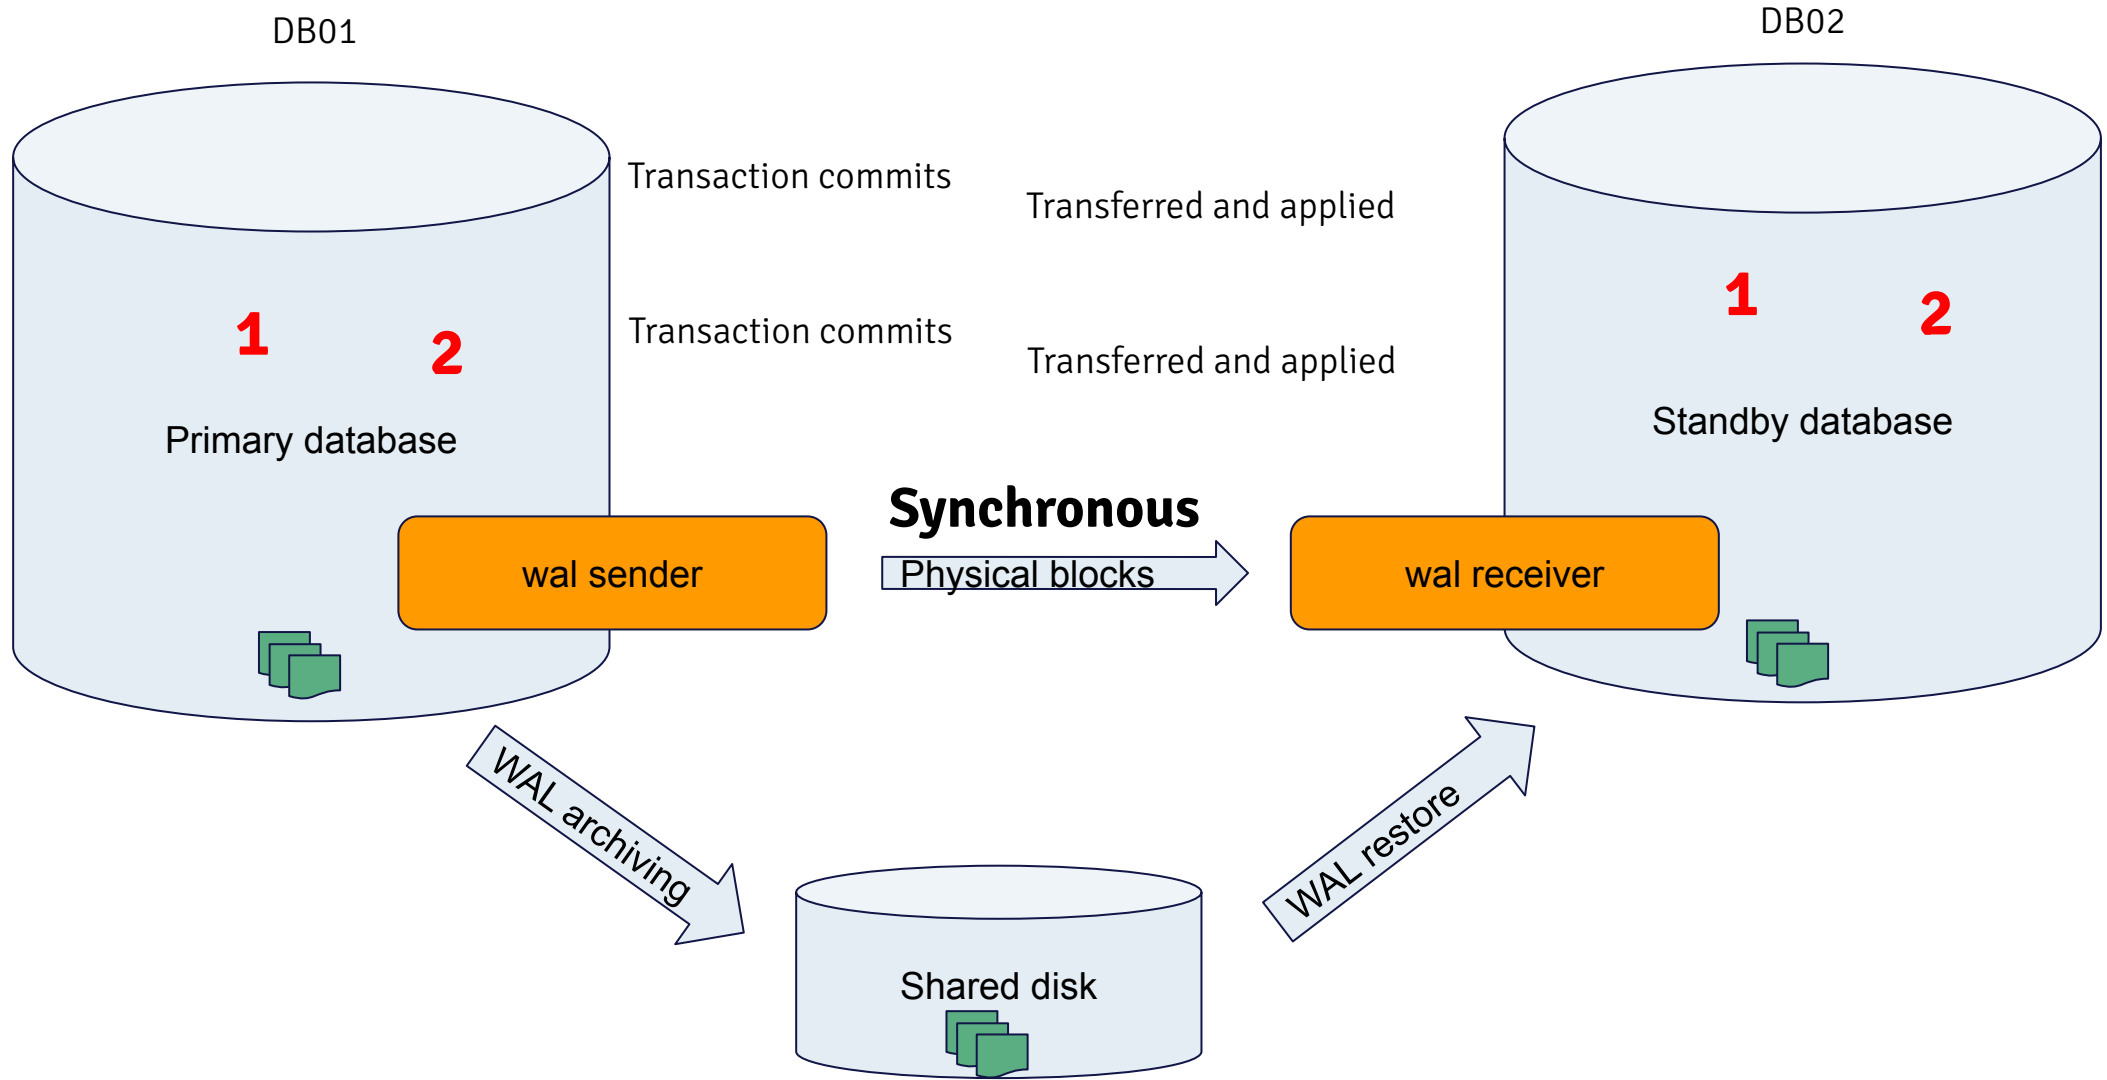 DB01
DB02
Transaction commits
Transferred and applied
1
2
1
2
Transaction commits
Transferred and applied
Primary database
Standby database
Synchronous
wal sender
Physical blocks
wal receiver
WAL archiving
WAL restore
Shared disk